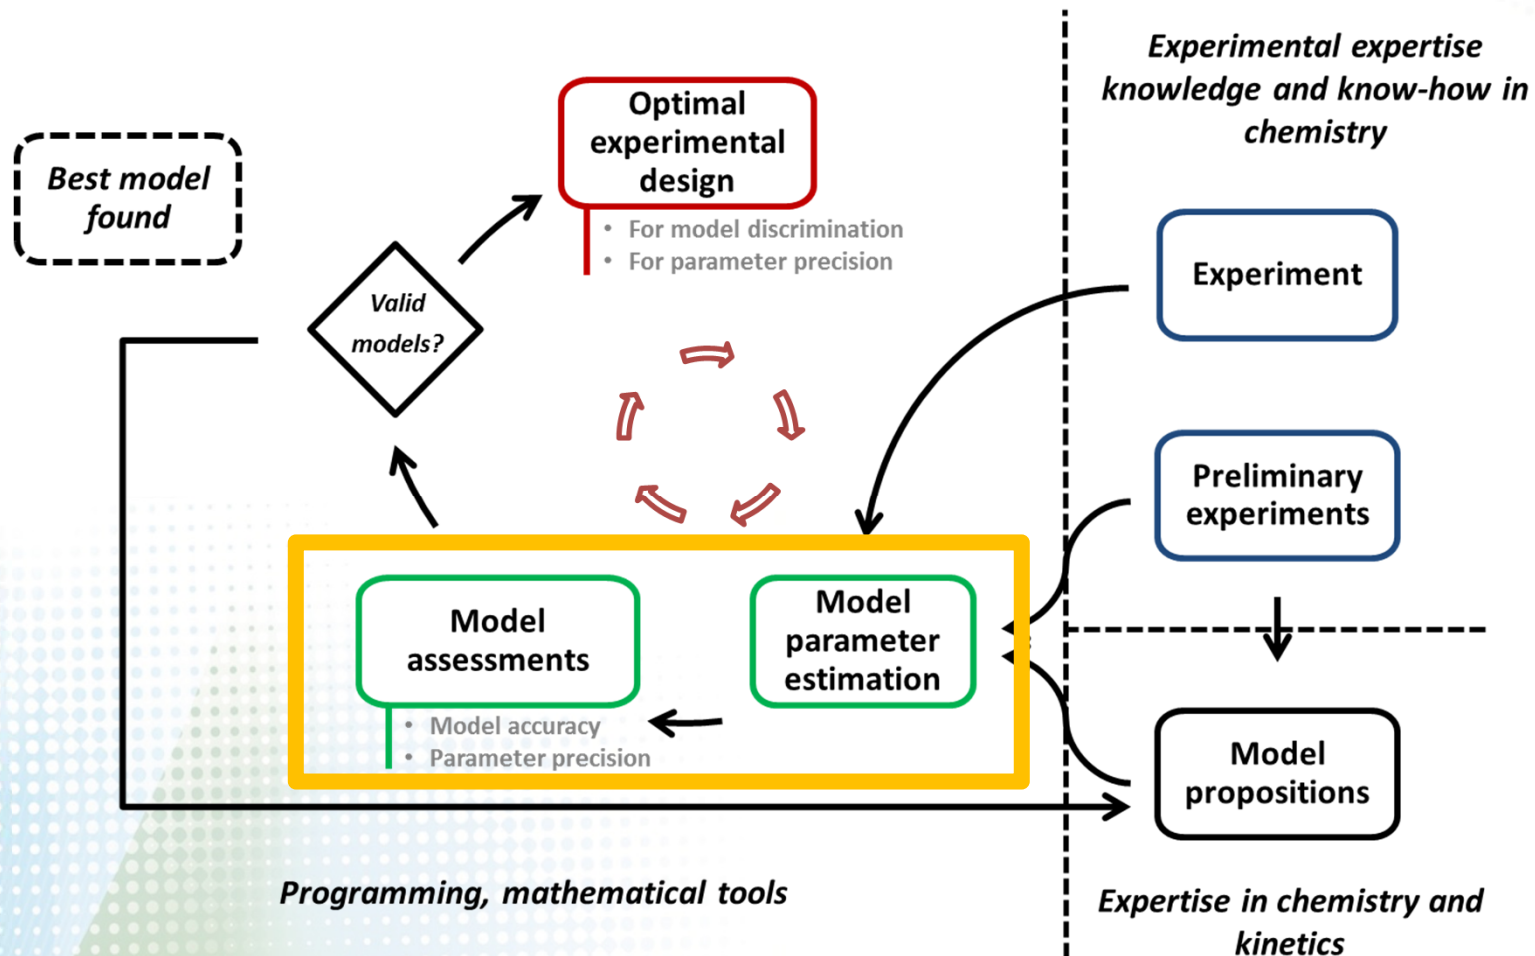 Experimental expertise
knowledge and know-how in
chemistry
Optimal
experimental
design
• For model discrimination
• For parameter precision
Best model
found
Valid
models?
Experiment
Preliminary
experiments
Model
assessments
• Model accuracy
• Parameter precision
Model
parameter
estimation
Model
propositions
Programming, mathematical tools
Expertise in chemistry and
kinetics